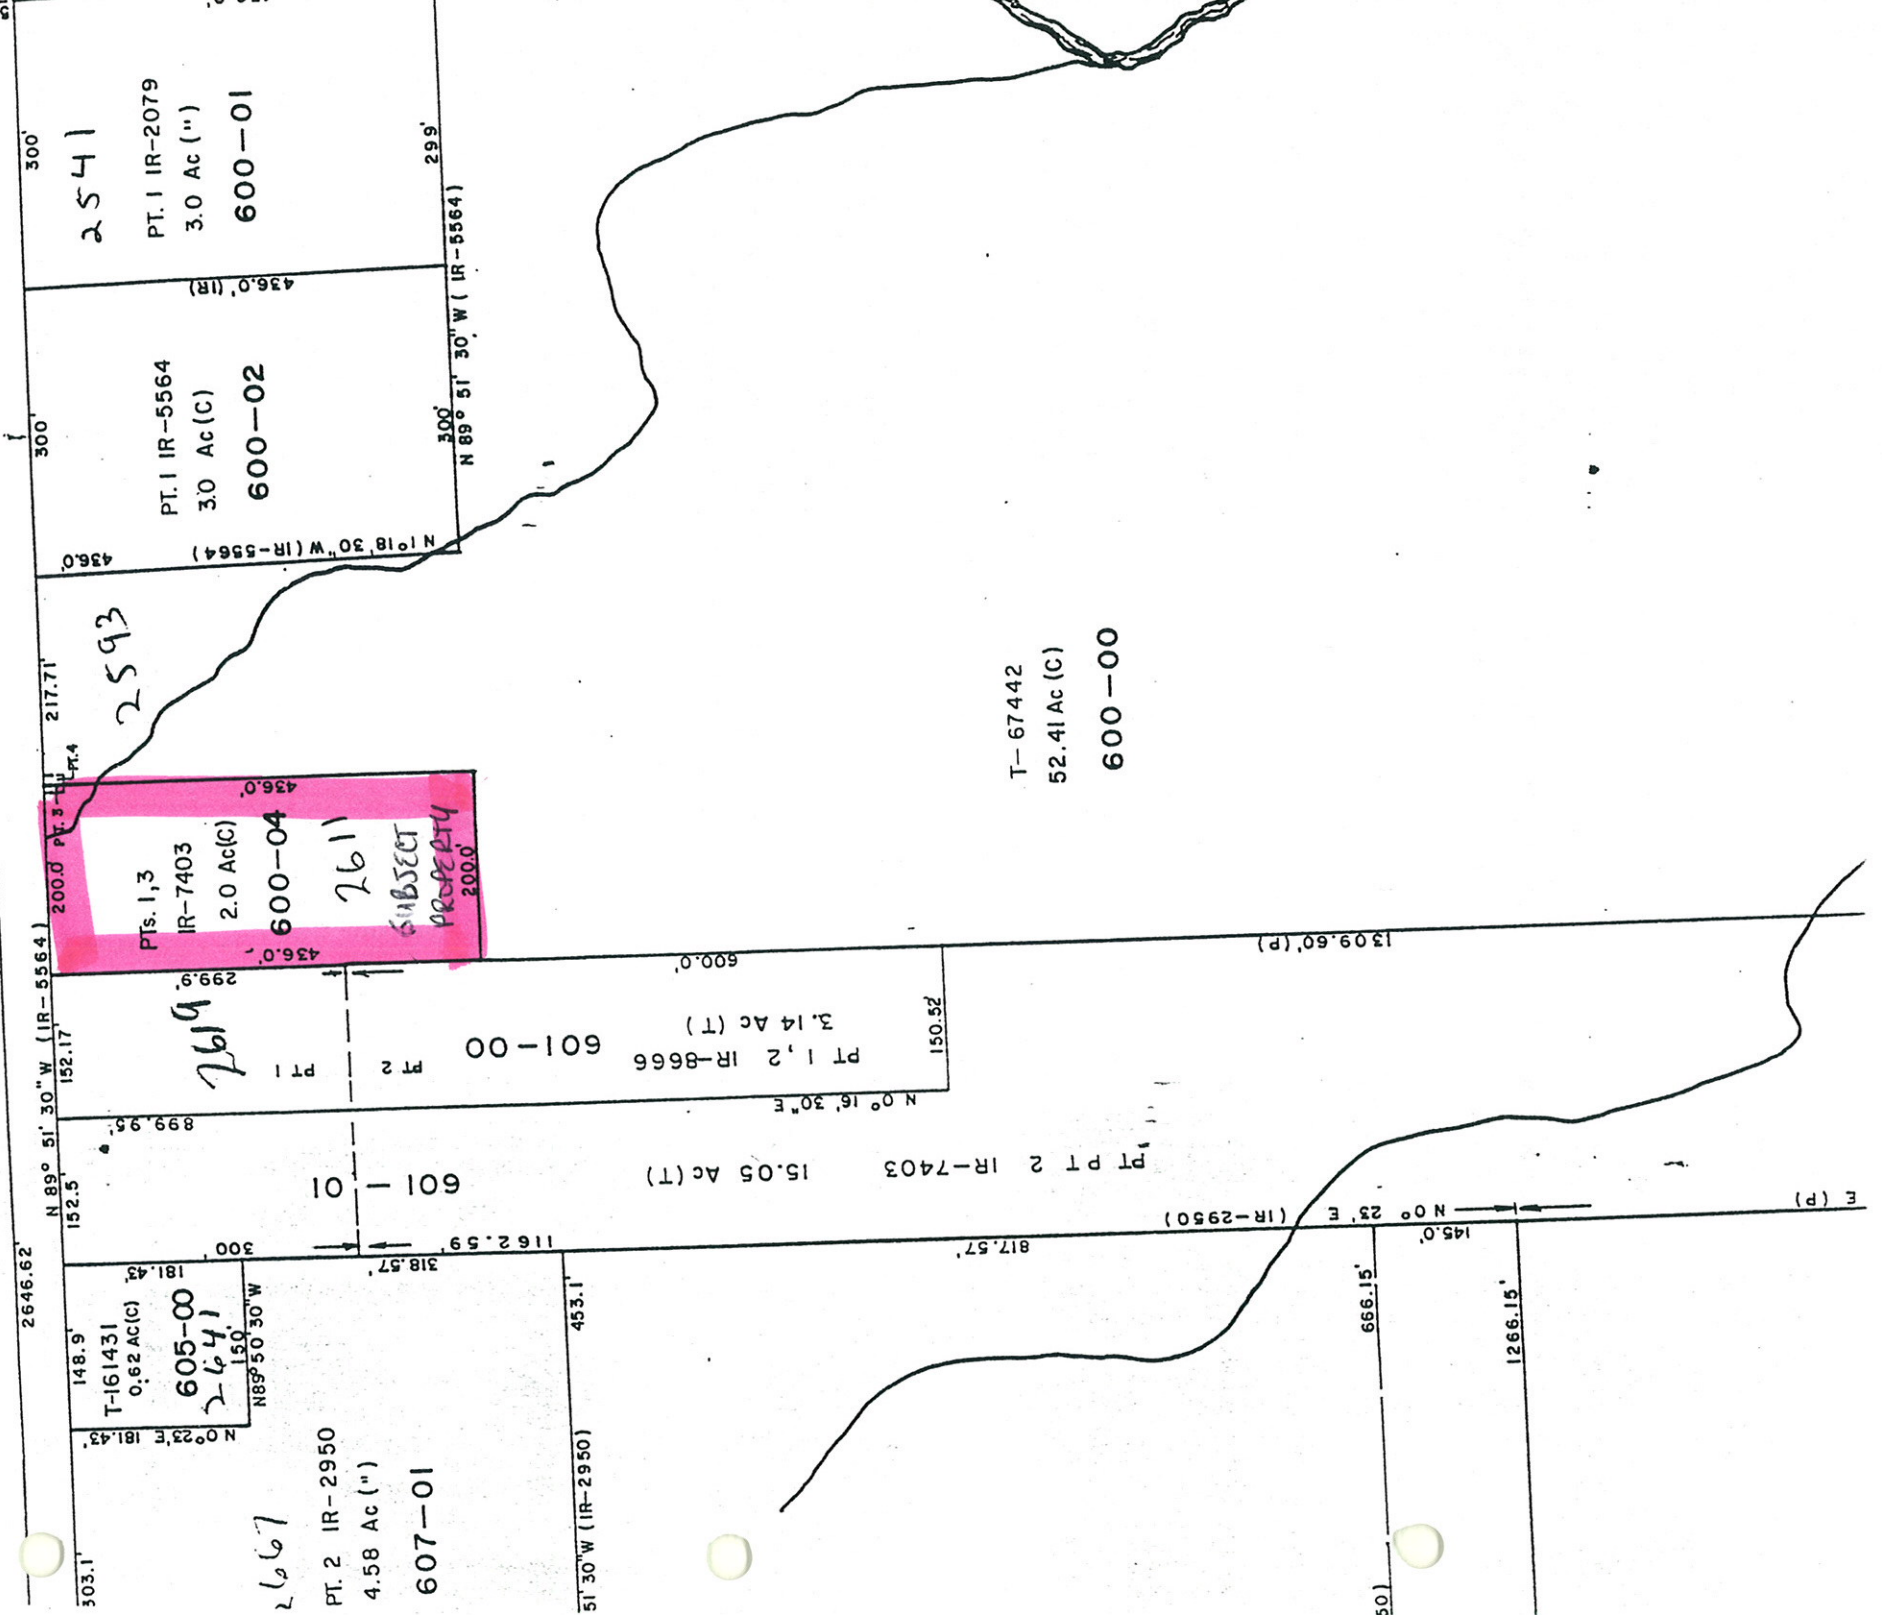 300'
2541
PT. 1 IR-2079
3.0 Ac (")
600-01
299'
436.0' (IR)
N 89° 51' 30" W (IR-5564)
300'
PT. 1 IR-5564
3.0 Ac (C)
600-02
300'
436.0'
N 1° 18' 30" W (IR-5564)
217.71'
2593
PT. 4
PT. 3
200.0'
436.0'
PTs. 1,3
IR-7403
2.0 Ac(C)
600-04
2611
SUBJECT
PROPERTY
200.0'
436.0'
T-67442
52.41 Ac (C)
600-00
N 89° 51' 30" W (IR-5564)
152.17'
299.9'
2619
PT 1
PT 2
601-00
PT 1, 2 IR-8666
3.14 Ac (T)
600.0'
150.52'
1309.60' (P)
N 0° 16' 30" E
899.95'
152.5'
601-01
15.05 Ac (T)
PT PT 2 IR-7403
2646.62'
300'
1162.59'
318.57'
817.57'
(IR-2950)
N 0° 23' E
145.0'
E (P)
181.43'
148.9'
T-161431
0.62 AC(C)
605-00
2641
150'
N89°50'30"W
N 0°23'E 181.43'
453.1'
666.15'
1266.15'
303.1'
2667
PT. 2 IR-2950
4.58 Ac (")
607-01
51' 30" W (IR-2950)
50)